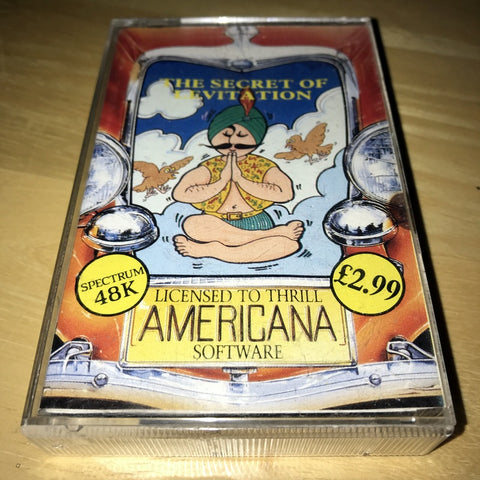 THE SECRET OF
LEVITATION
SPECTRUM
48K
£2.99
LICENSED TO THRILL
AMERICANA
SOFTWARE